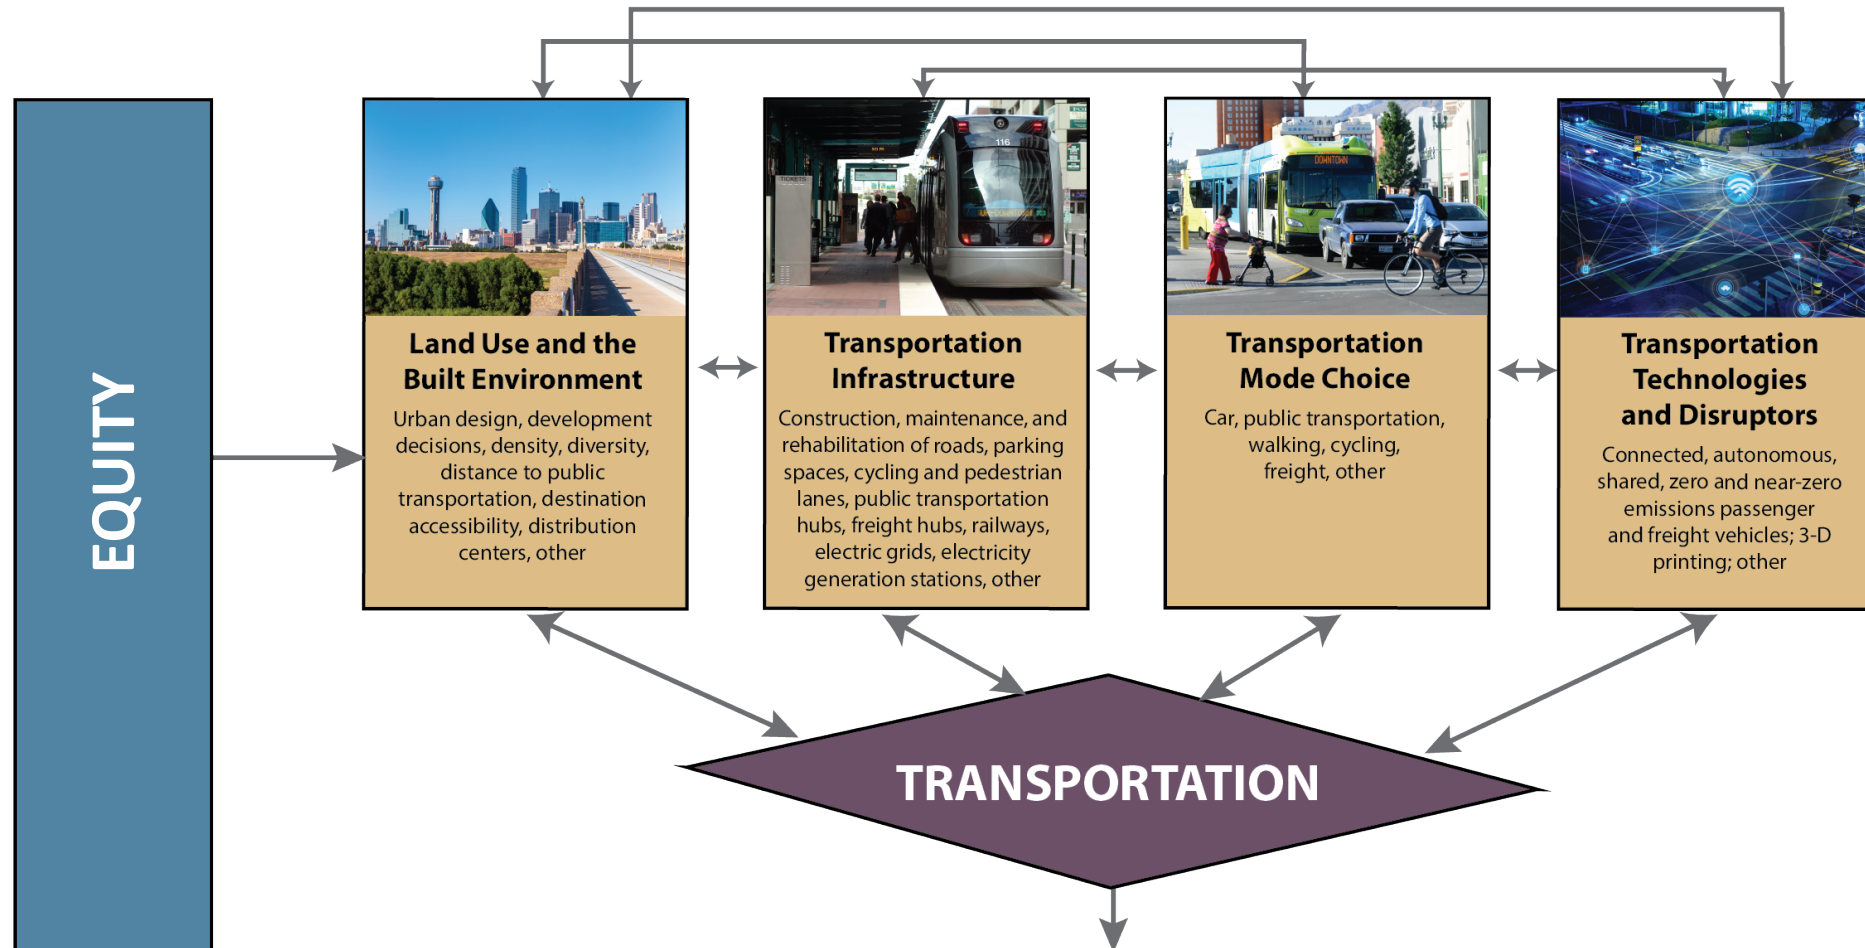 EQUITY
TICKETS
116
DOWNTOWN
Land Use and the
Built Environment
Urban design, development
decisions, density, diversity,
distance to public
transportation, destination
accessibility, distribution
centers, other
Transportation
Infrastructure
Construction, maintenance, and
rehabilitation of roads, parking
spaces, cycling and pedestrian
lanes, public transportation
hubs, freight hubs, railways,
electric grids, electricity
generation stations, other
Transportation
Mode Choice
Car, public transportation,
walking, cycling,
freight, other
Transportation
Technologies
and Disruptors
Connected, autonomous,
shared, zero and near-zero
emissions passenger
and freight vehicles; 3-D
printing; other
TRANSPORTATION